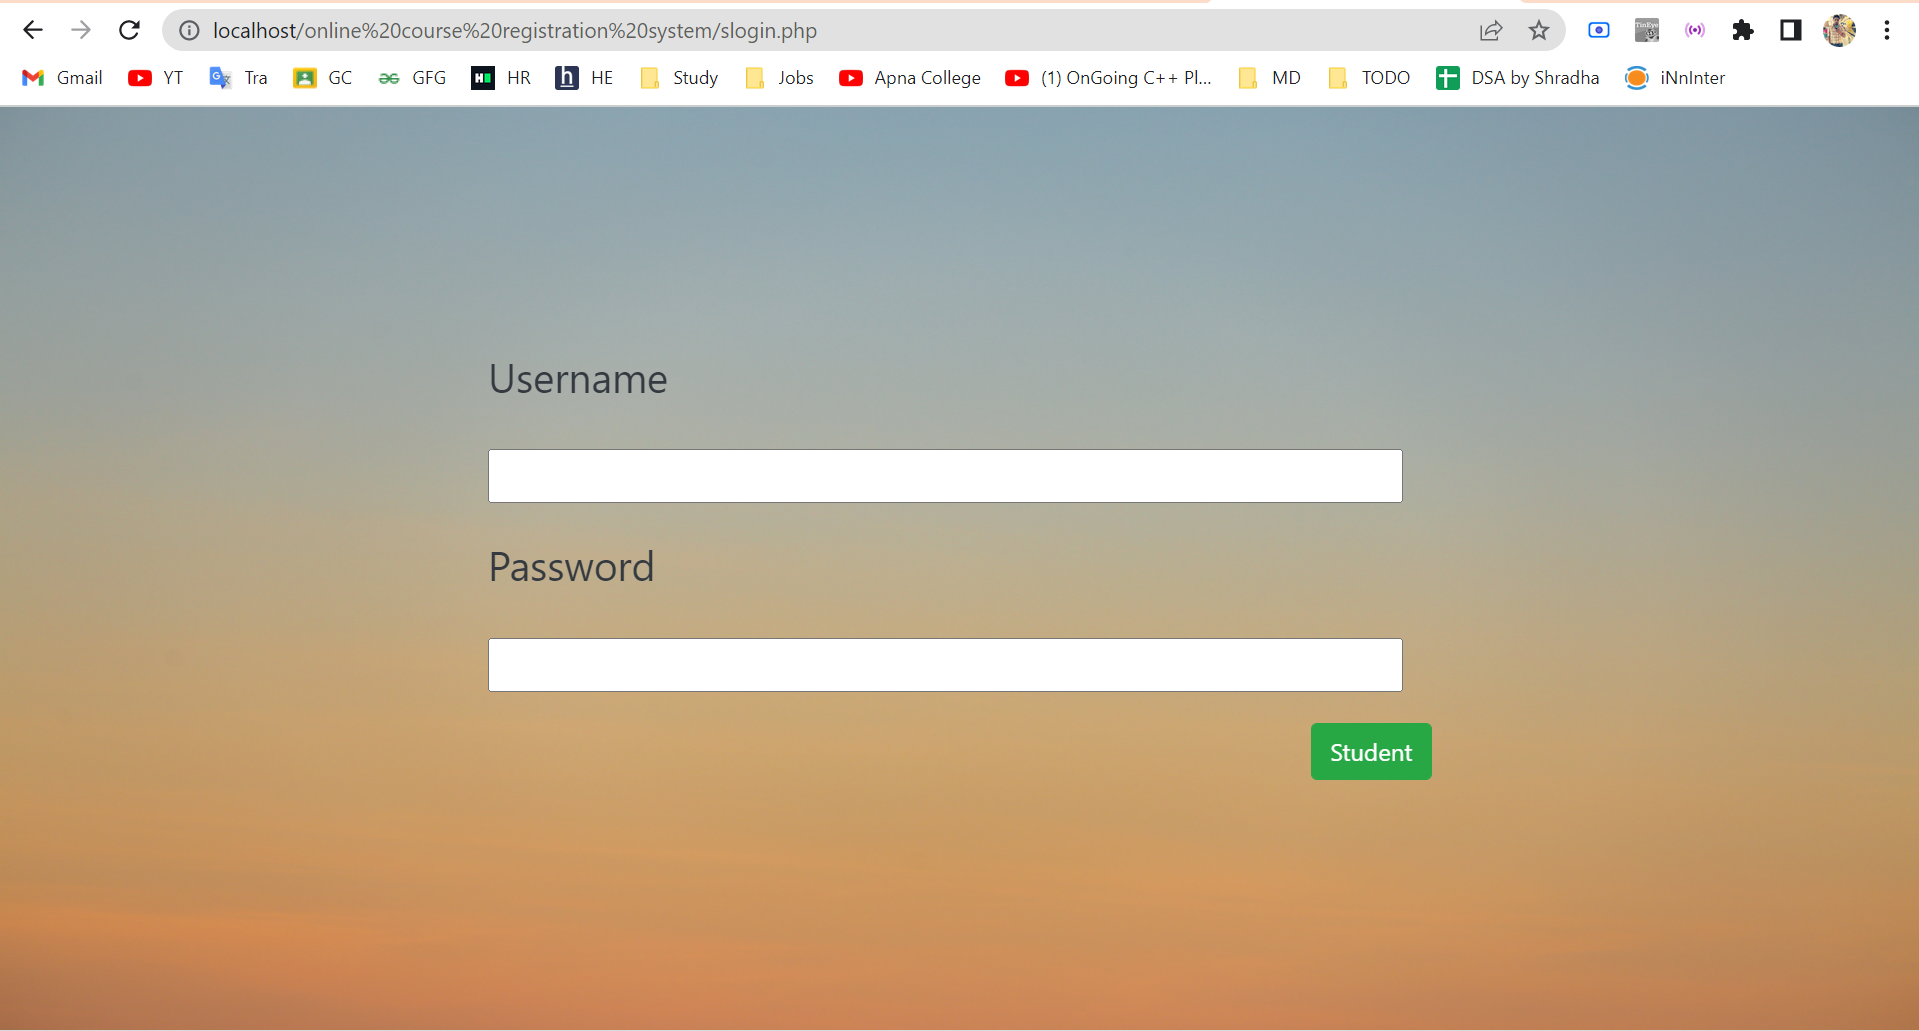 localhost/online%20course%20registration%20system/slogin.php
Gmail YT Tra GC GFG HR HE Study Jobs Apna College (1) OnGoing C++ Pl... MD TODO DSA by Shradha iNnInter
Username
Password
Student